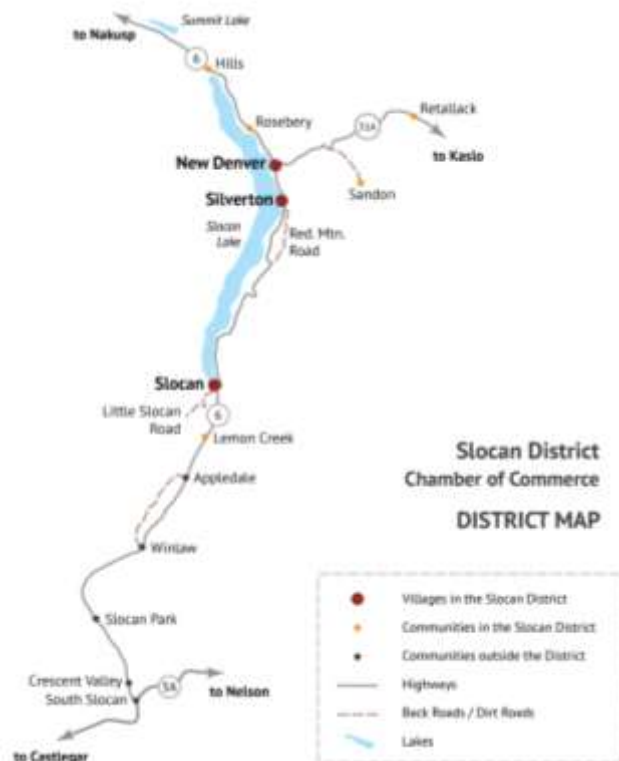 Summit Lake
to Nakusp
6
Hills
Rosebery
31A
Retallack
to Kaslo
New Denver
Sandon
Silverton
Slocan
Lake
Red. Mtn.
Road
Slocan
Little Slocan
Road
6
Lemon Creek
Slocan District
Chamber of Commerce
DISTRICT MAP
Appledale
Winlaw
Slocan Park
Crescent Valley
South Slocan
3A
to Nelson
to Castlegar
Villages in the Slocan District
Communities in the Slocan District
Communities outside the District
Highways
Back Roads / Dirt Roads
Lakes